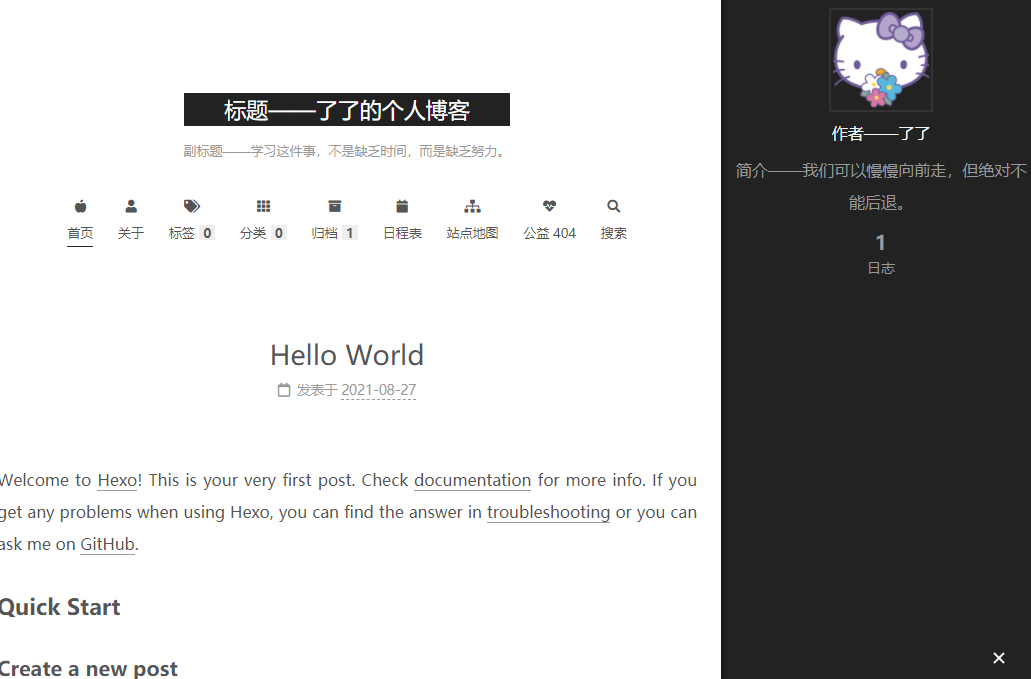 标题——了了的个人博客
副标题——学习这件事，不是缺乏时间，而是缺乏努力。
首页 关于 标签 0 分类 0 归档 1 日程表 站点地图 公益 404 搜索
Hello World
发表于 2021-08-27
Welcome to Hexo! This is your very first post. Check documentation for more info. If you
get any problems when using Hexo, you can find the answer in troubleshooting or you can
ask me on GitHub.
Quick Start
Create a new post
作者——了了
简介——我们可以慢慢向前走，但绝对不
能后退。
1
日志